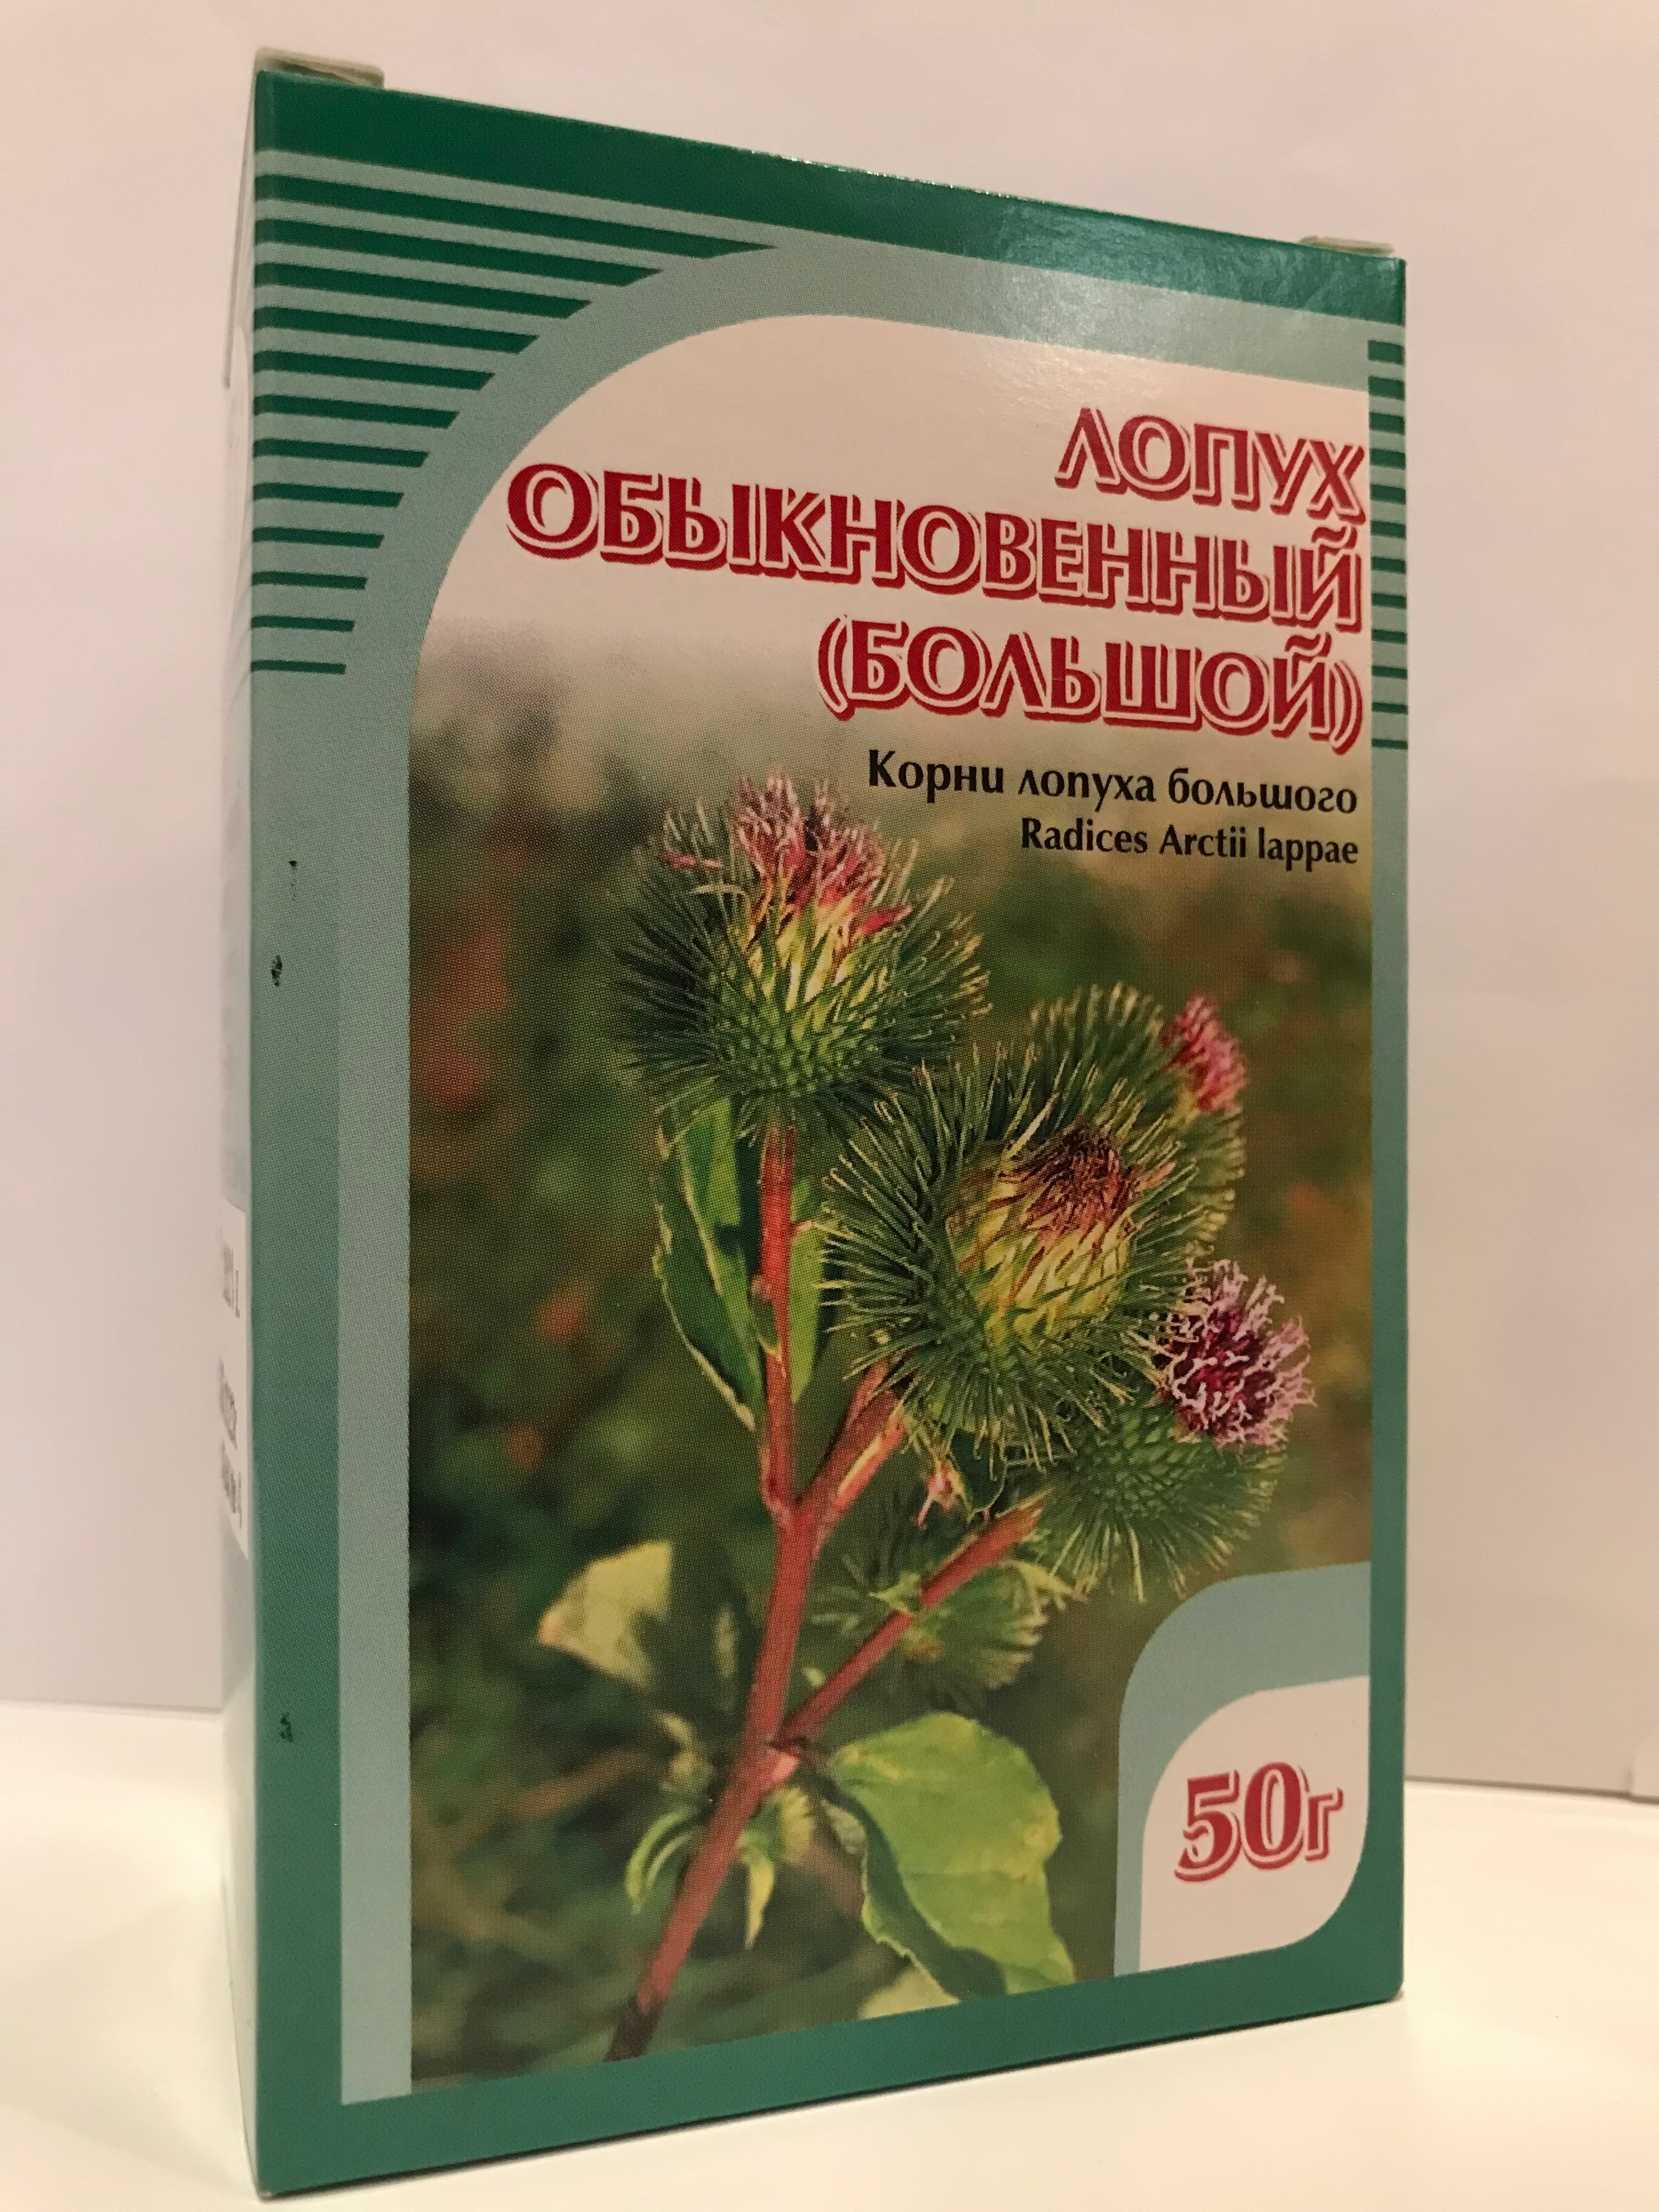 ЛОПУХ
ОБЫКНОВЕННЫЙ
(БОЛЬШОЙ)
Корни лопуха большого
Radices Arctii lappae
50г